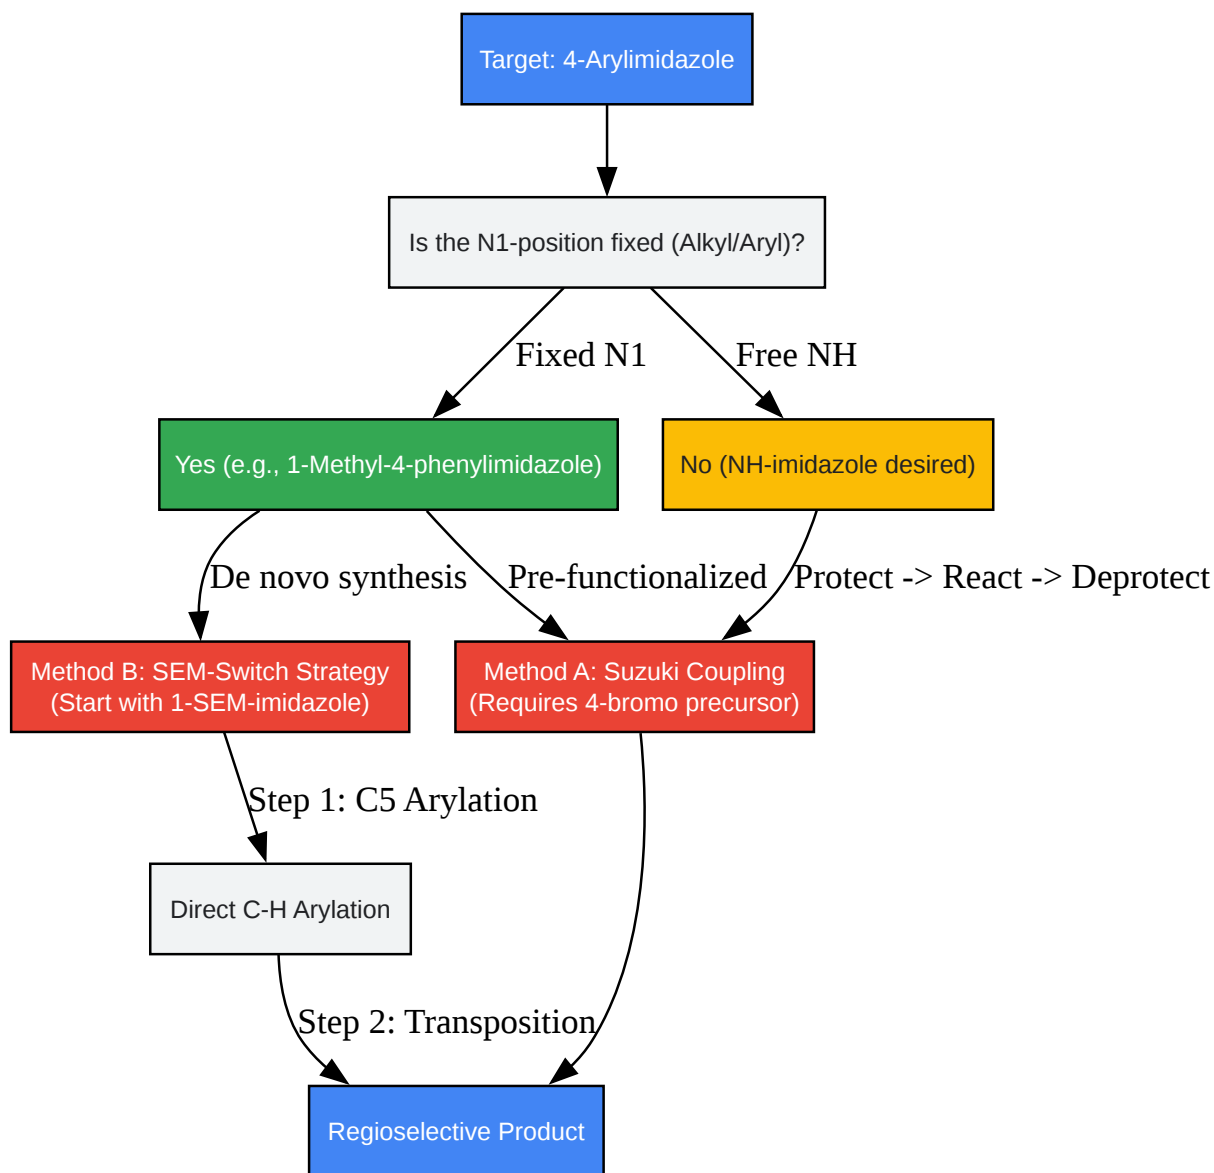 Target: 4-Arylimidazole
Is the N1-position fixed (Alkyl/Aryl)?
Fixed N1
Free NH
Yes (e.g., 1-Methyl-4-phenylimidazole)
No (NH-imidazole desired)
De novo synthesis
Pre-functionalized
Protect -> React -> Deprotect
Method B: SEM-Switch Strategy
(Start with 1-SEM-imidazole)
Method A: Suzuki Coupling
(Requires 4-bromo precursor)
Step 1: C5 Arylation
Direct C-H Arylation
Step 2: Transposition
Regioselective Product